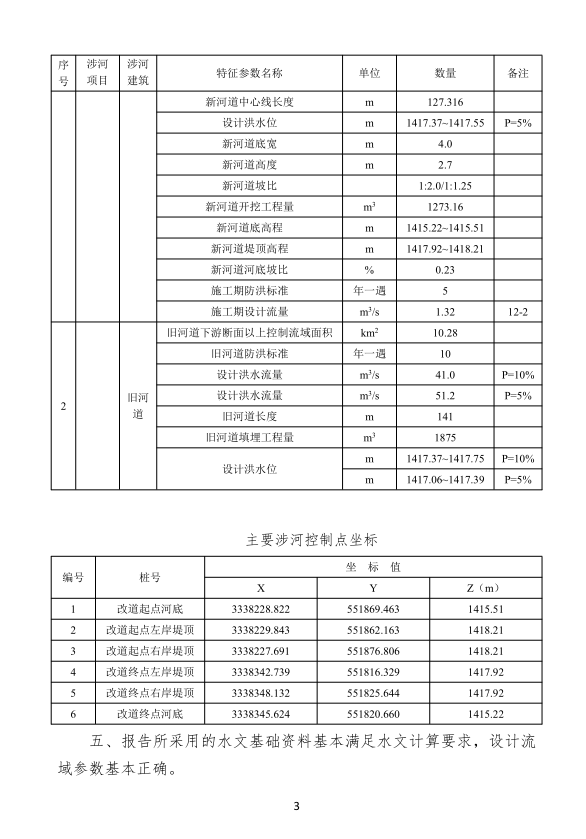 序号 涉河项目 涉河建筑 特征参数名称 单位 数量 备注
新河道中心线长度 m 127.316
设计洪水位 m 1417.37~1417.55 P=5%
新河道底宽 m 4.0
新河道高度 m 2.7
新河道坡比 1:2.0/1:1.25
新河道开挖工程量 m³ 1273.16
新河道底高程 m 1415.22~1415.51
新河道堤顶高程 m 1417.92~1418.21
新河道河底坡比 % 0.23
施工期防洪标准 年一遇 5
施工期设计流量 m³/s 1.32 12-2
2 旧河道 旧河道下游断面以上控制流域面积 km² 10.28
旧河道防洪标准 年一遇 10
设计洪水流量 m³/s 41.0 P=10%
设计洪水流量 m³/s 51.2 P=5%
旧河道长度 m 141
旧河道填埋工程量 m³ 1875
设计洪水位 m 1417.37~1417.75 P=10%
m 1417.06~1417.39 P=5%
主要涉河控制点坐标
编号 桩号 坐 标 值
X Y Z（m）
1 改道起点河底 3338228.822 551869.463 1415.51
2 改道起点左岸堤顶 3338229.843 551862.163 1418.21
3 改道起点右岸堤顶 3338227.691 551876.806 1418.21
4 改道终点左岸堤顶 3338342.739 551816.329 1417.92
5 改道终点右岸堤顶 3338348.132 551825.644 1417.92
6 改道终点河底 3338345.624 551820.660 1415.22
五、报告所采用的水文基础资料基本满足水文计算要求，设计流
域参数基本正确。
3